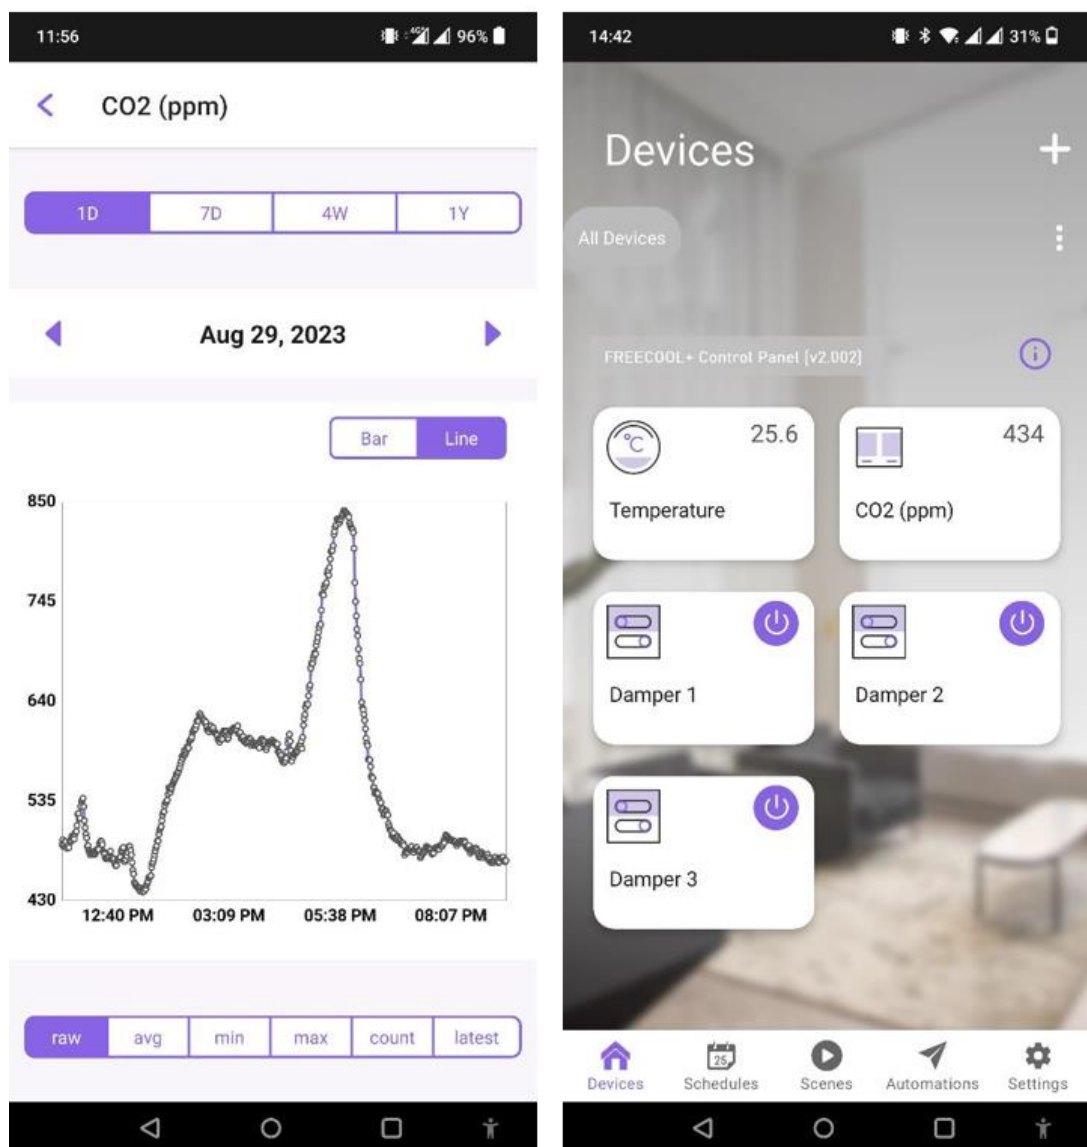 11:56
4G 96%
CO2 (ppm)
1D 7D 4W 1Y
Aug 29, 2023
Bar Line
850
745
640
535
430
12:40 PM 03:09 PM 05:38 PM 08:07 PM
raw avg min max count latest
14:42
31%
Devices
All Devices
FREECOOL+ Control Panel [v2.002]
°C 25.6
434
Temperature
CO2 (ppm)
Damper 1
Damper 2
Damper 3
25
Devices Schedules Scenes Automations Settings